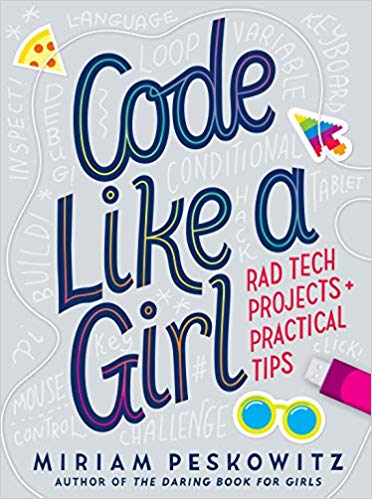 LANGUAGE
LOOP
VARIABLE
KEYBOARD
INSPECT!
DEBUG!
Code
CONDITIONAL
TABLET
BUILD!
Like a
Girl
RAD TECH
PROJECTS +
PRACTICAL
TIPS
Pi
Key
CLICK!
MOUSE
#
CONTROL
CHALLENGE
MIRIAM PESKOWITZ
AUTHOR OF THE DARING BOOK FOR GIRLS